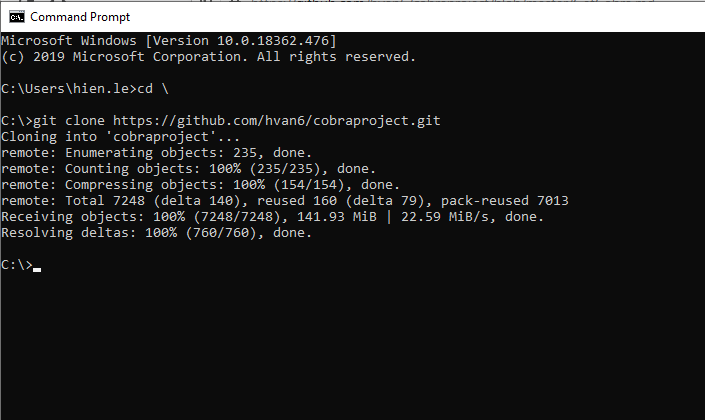 Command Prompt
Microsoft Windows [Version 10.0.18362.476]
(c) 2019 Microsoft Corporation. All rights reserved.
C:\Users\hien.le>cd \
C:\>git clone https://github.com/hvan6/cobraproject.git
Cloning into 'cobraproject'...
remote: Enumerating objects: 235, done.
remote: Counting objects: 100% (235/235), done.
remote: Compressing objects: 100% (154/154), done.
remote: Total 7248 (delta 140), reused 160 (delta 79), pack-reused 7013
Receiving objects: 100% (7248/7248), 141.93 MiB | 22.59 MiB/s, done.
Resolving deltas: 100% (760/760), done.
C:\>